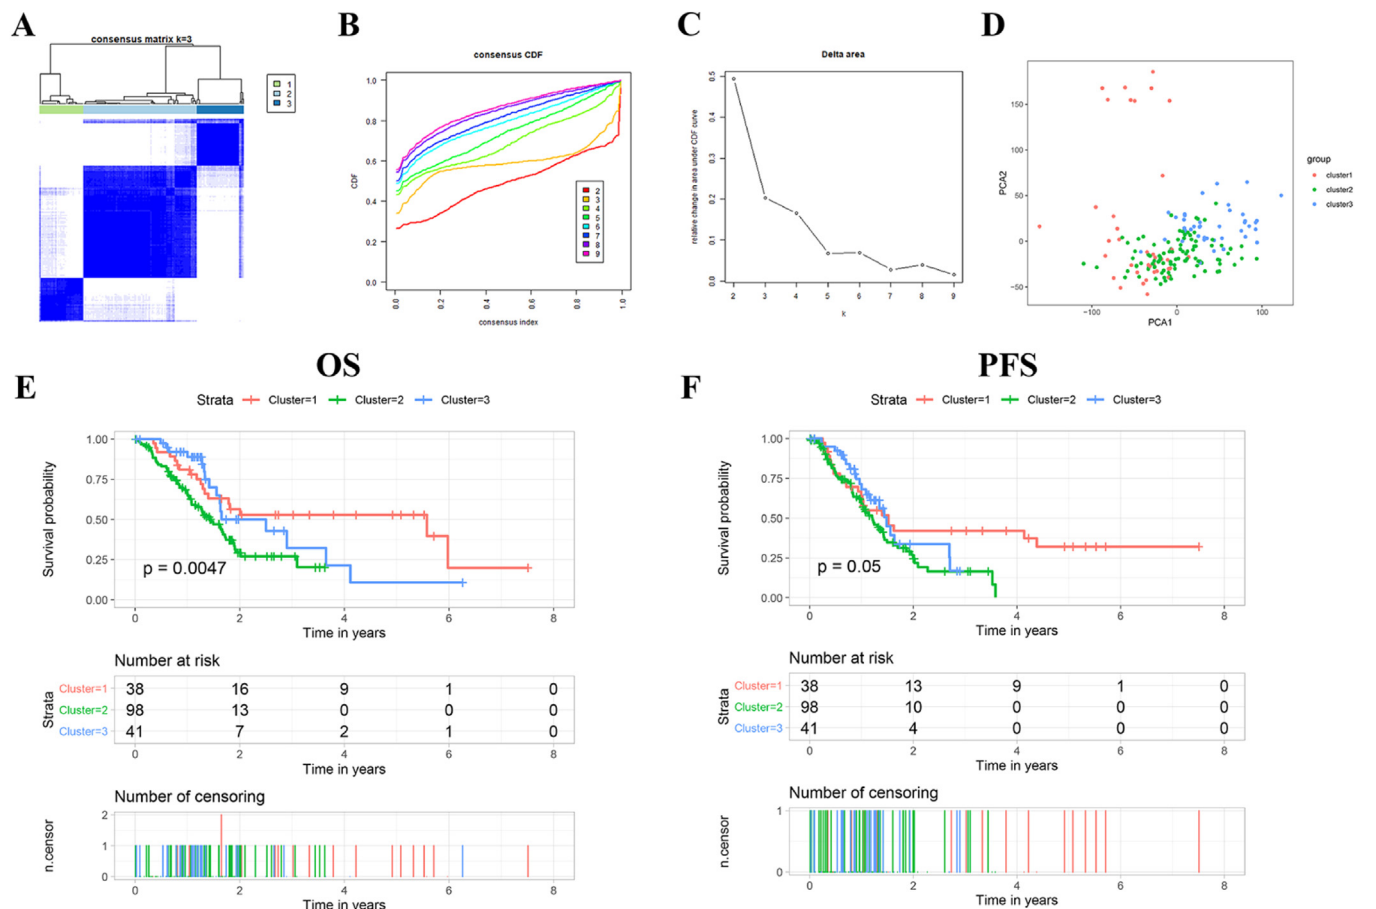 A
consensus matrix k=3
1
2
3
B
consensus CDF
1.0
0.8
0.6
0.4
0.2
0.0
CDF
0.0
0.2
0.4
0.6
0.8
1.0
consensus index
2
3
4
5
6
7
8
9
C
Delta area
0.5
0.4
0.3
0.2
0.1
0.0
relative change in area under CDF curve
2
3
4
5
6
7
8
9
k
D
150
100
50
0
−50
PCA2
−100
0
100
PCA1
group
cluster1
cluster2
cluster3
E
OS
Strata Cluster=1 Cluster=2 Cluster=3
Survival probability
1.00
0.75
0.50
0.25
0.00
p = 0.0047
0 2 4 6 8
Time in years
Number at risk
Strata
Cluster=1 38 16 9 1 0
Cluster=2 98 13 0 0 0
Cluster=3 41 7 2 1 0
0 2 4 6 8
Time in years
Number of censoring
n.censor
2
1
0
0 2 4 6 8
Time in years
F
PFS
Strata Cluster=1 Cluster=2 Cluster=3
Survival probability
1.00
0.75
0.50
0.25
0.00
p = 0.05
0 2 4 6 8
Time in years
Number at risk
Strata
Cluster=1 38 13 9 1 0
Cluster=2 98 10 0 0 0
Cluster=3 41 4 0 0 0
0 2 4 6 8
Time in years
Number of censoring
n.censor
1
0
0 2 4 6 8
Time in years